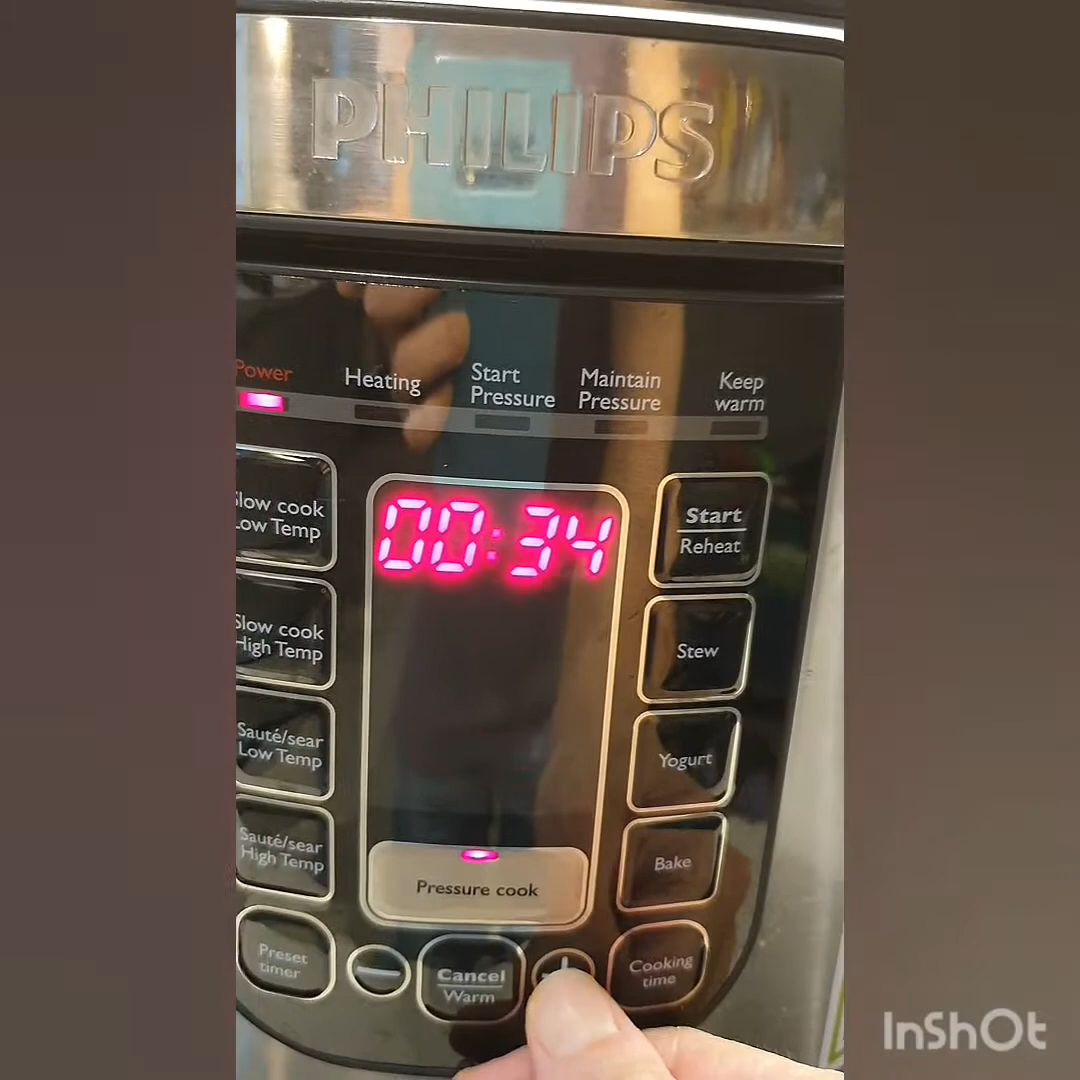 PHILIPS
Power
Heating
Start
Pressure
Maintain
Pressure
Keep
warm
Slow cook
Low Temp
00:34
Start
Reheat
Slow cook
High Temp
Stew
Sauté/sear
Low Temp
Yogurt
Sauté/sear
High Temp
Bake
Pressure cook
Preset
timer
Cancel
Warm
Cooking
time
InShOt